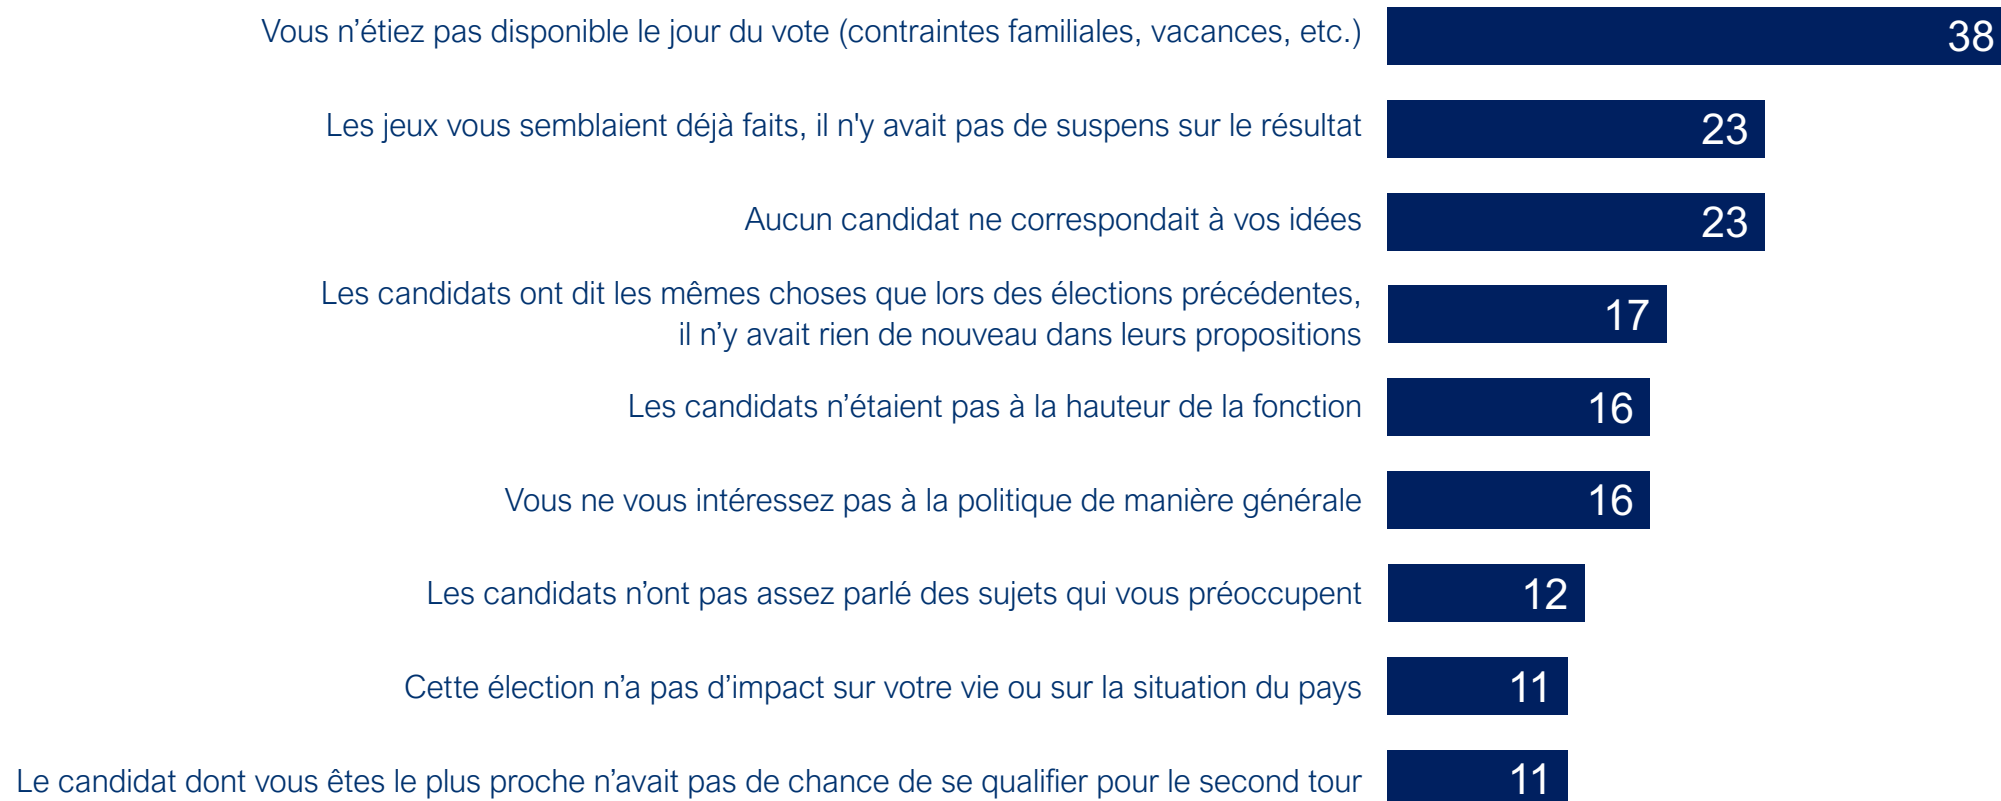 Vous n’étiez pas disponible le jour du vote (contraintes familiales, vacances, etc.) 38
Les jeux vous semblaient déjà faits, il n'y avait pas de suspens sur le résultat 23
Aucun candidat ne correspondait à vos idées 23
Les candidats ont dit les mêmes choses que lors des élections précédentes,
il n’y avait rien de nouveau dans leurs propositions 17
Les candidats n’étaient pas à la hauteur de la fonction 16
Vous ne vous intéressez pas à la politique de manière générale 16
Les candidats n’ont pas assez parlé des sujets qui vous préoccupent 12
Cette élection n’a pas d’impact sur votre vie ou sur la situation du pays 11
Le candidat dont vous êtes le plus proche n’avait pas de chance de se qualifier pour le second tour 11